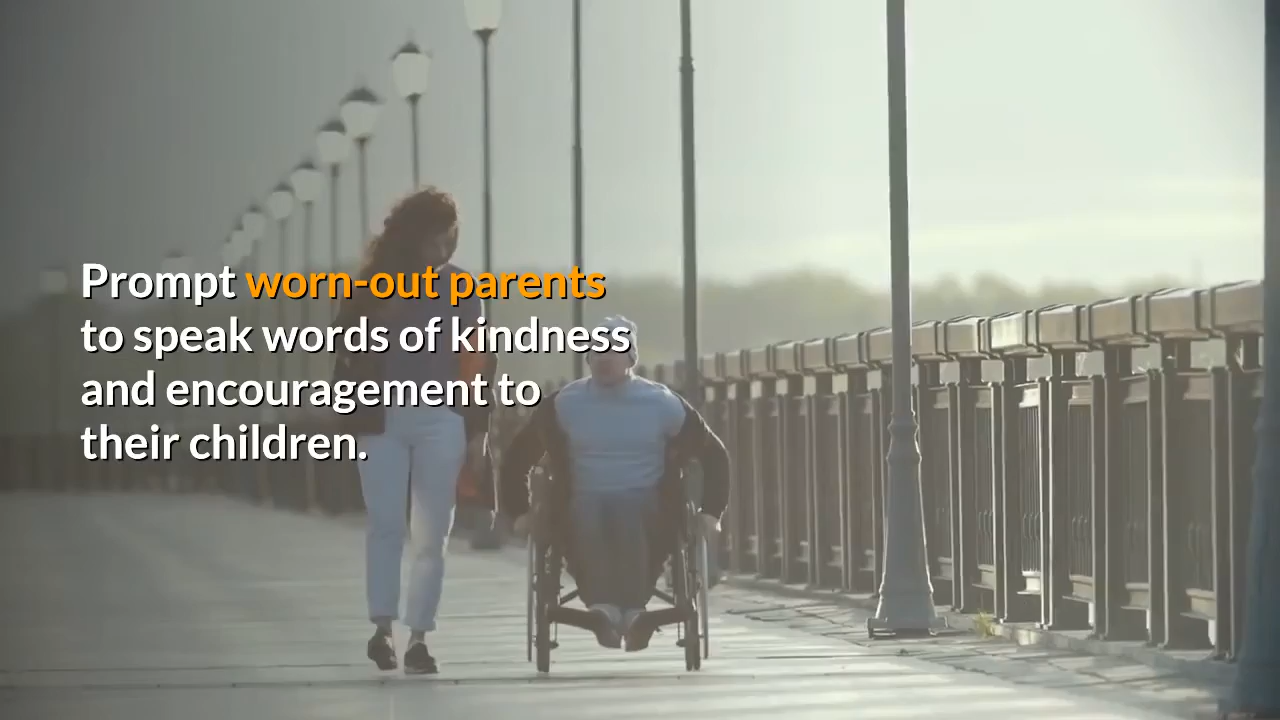 Prompt worn-out parents
to speak words of kindness
and encouragement to
their children.